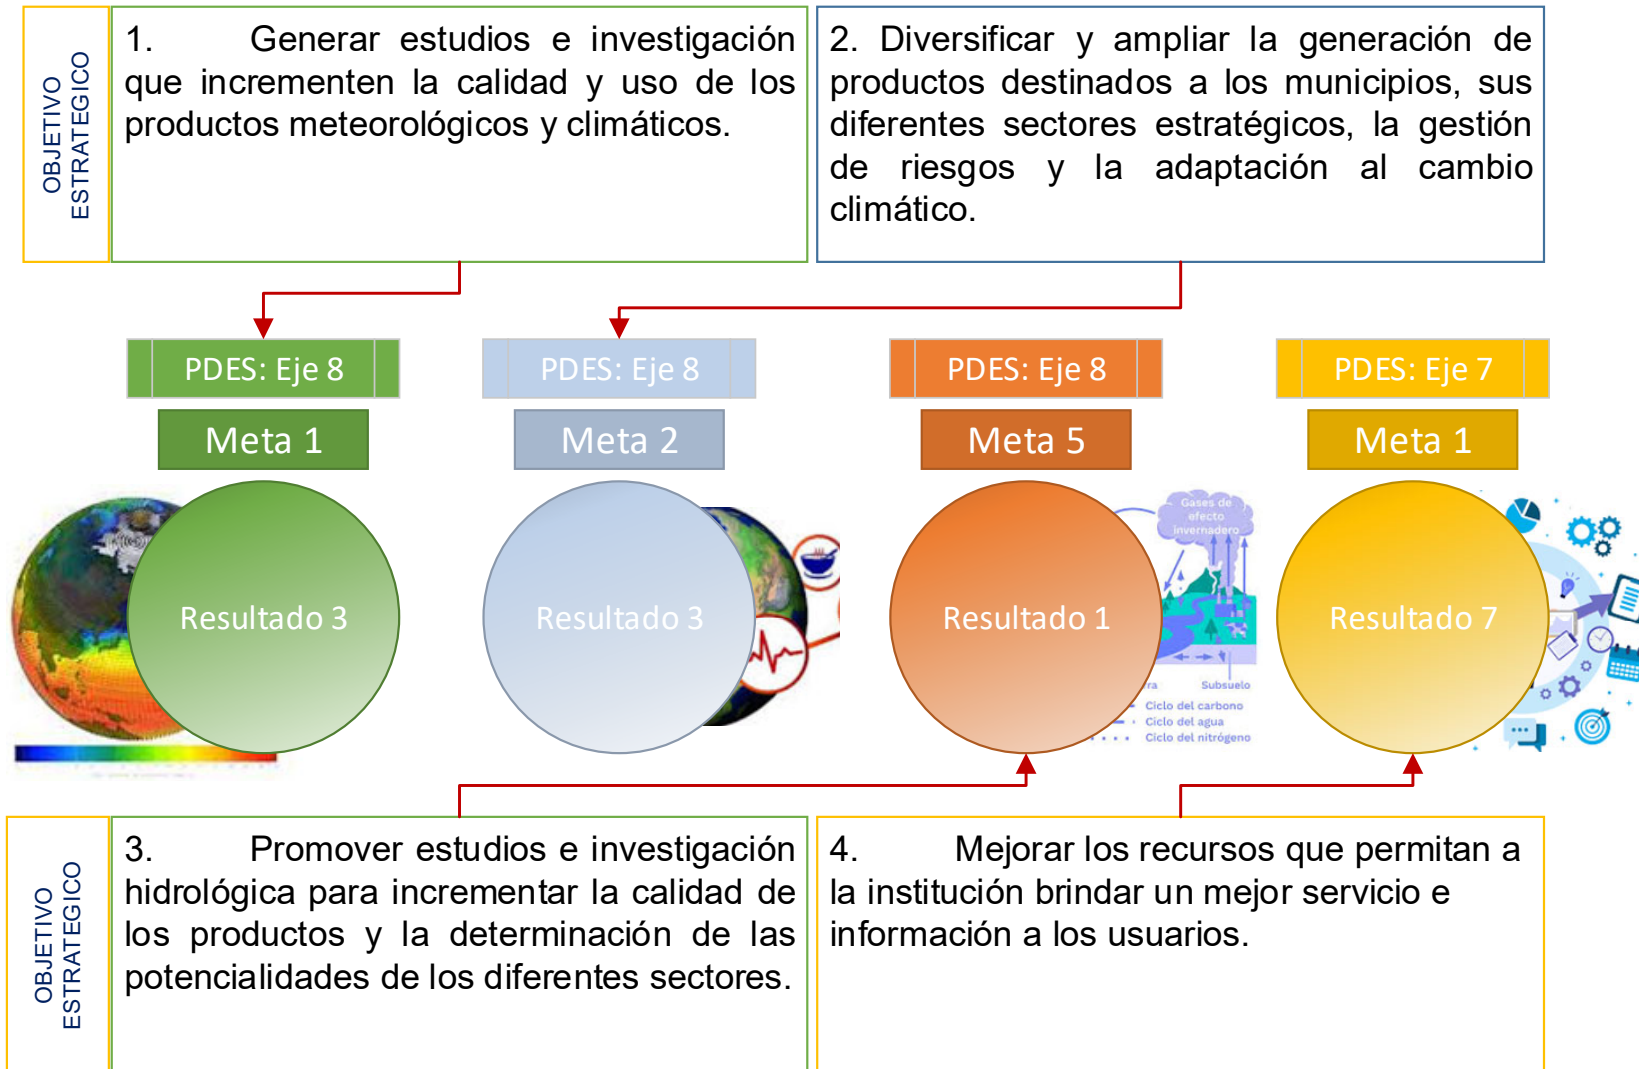 OBJETIVO
ESTRATEGICO
1. Generar estudios e investigación
que incrementen la calidad y uso de los
productos meteorológicos y climáticos.
2. Diversificar y ampliar la generación de
productos destinados a los municipios, sus
diferentes sectores estratégicos, la gestión
de riesgos y la adaptación al cambio
climático.
PDES: Eje 8
PDES: Eje 8
PDES: Eje 8
PDES: Eje 7
Meta 1
Meta 2
Meta 5
Meta 1
Resultado 3
Resultado 3
Resultado 1
Resultado 7
Gases de
efecto
invernadero
Subsuelo
Ciclo del carbono
Ciclo del agua
Ciclo del nitrógeno
OBJETIVO
ESTRATEGICO
3. Promover estudios e investigación
hidrológica para incrementar la calidad de
los productos y la determinación de las
potencialidades de los diferentes sectores.
4. Mejorar los recursos que permitan a
la institución brindar un mejor servicio e
información a los usuarios.